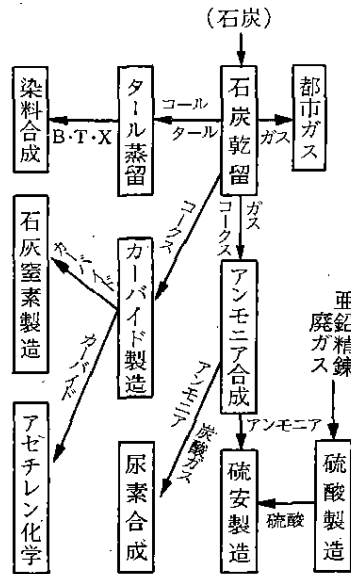 (石炭)
染料合成
B・T・X
タール蒸留
コール
タール
石炭乾留
ガス
都市ガス
石灰窒素製造
カーバイド
カーバイド
カーバイド製造
コークス
コークス
ガス
アンモニア合成
亜鉛精錬
廃ガス
アセチレン化学
尿素合成
アンモニア
炭酸ガス
アンモニア
硫安製造
硫酸
硫酸製造